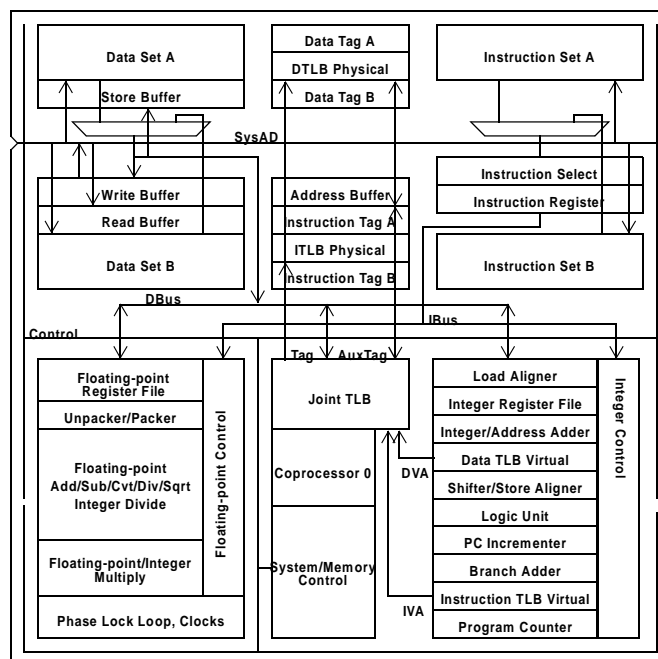 Data Set A
Store Buffer
Data Tag A
DTLB Physical
Data Tag B
Instruction Set A
SysAD
Write Buffer
Read Buffer
Data Set B
Address Buffer
Instruction Tag A
ITLB Physical
Instruction Tag B
Instruction Select
Instruction Register
Instruction Set B
DBus
IBus
Control
Tag
AuxTag
Floating-point
Register File
Unpacker/Packer
Floating-point
Add/Sub/Cvt/Div/Sqrt
Integer Divide
Floating-point/Integer
Multiply
Floating-point Control
Phase Lock Loop, Clocks
Joint TLB
Coprocessor 0
System/Memory
Control
DVA
IVA
Load Aligner
Integer Register File
Integer/Address Adder
Data TLB Virtual
Shifter/Store Aligner
Logic Unit
PC Incrementer
Branch Adder
Instruction TLB Virtual
Program Counter
Integer Control